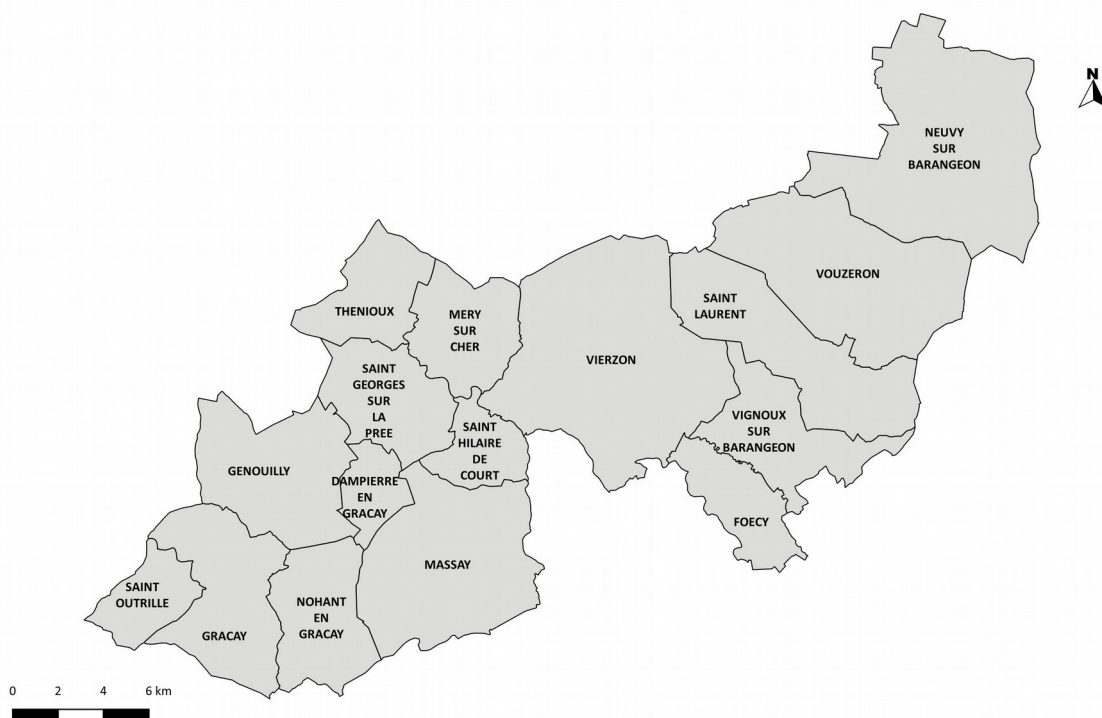 N
NEUVY
SUR
BARANGEON
VOUZERON
SAINT
LAURENT
THENIOUX
MERY
SUR
CHER
VIERZON
SAINT
GEORGES
SUR
LA
PREE
VIGNOUX
SUR
BARANGEON
SAINT
HILAIRE
DE
COURT
GENOUILLY
DAMPIERRE
EN
GRACAY
FOECY
MASSAY
SAINT
OUTRILLE
NOHANT
EN
GRACAY
GRACAY
0 2 4 6 km